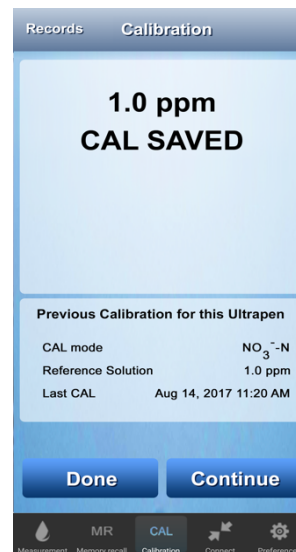 Records Calibration
1.0 ppm
CAL SAVED
Previous Calibration for this Ultrapen
CAL mode NO₃⁻-N
Reference Solution 1.0 ppm
Last CAL Aug 14, 2017 11:20 AM
Done Continue
MR CAL
Measurement Memory recall Calibration Connect Preference